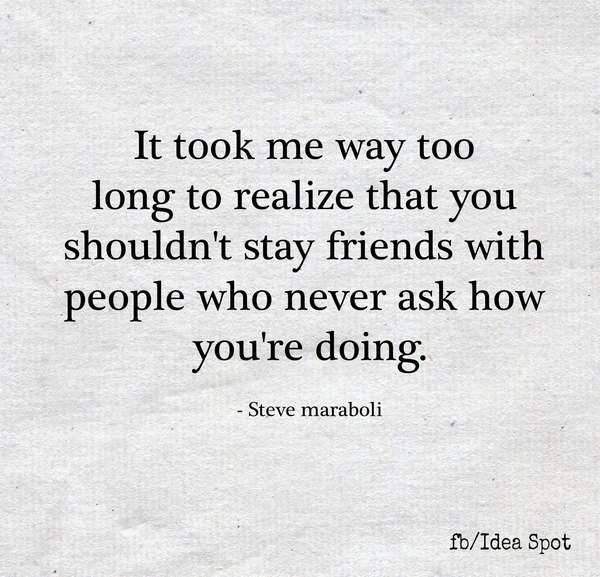 It took me way too
long to realize that you
shouldn't stay friends with
people who never ask how
you're doing.
- Steve maraboli
fb/Idea Spot